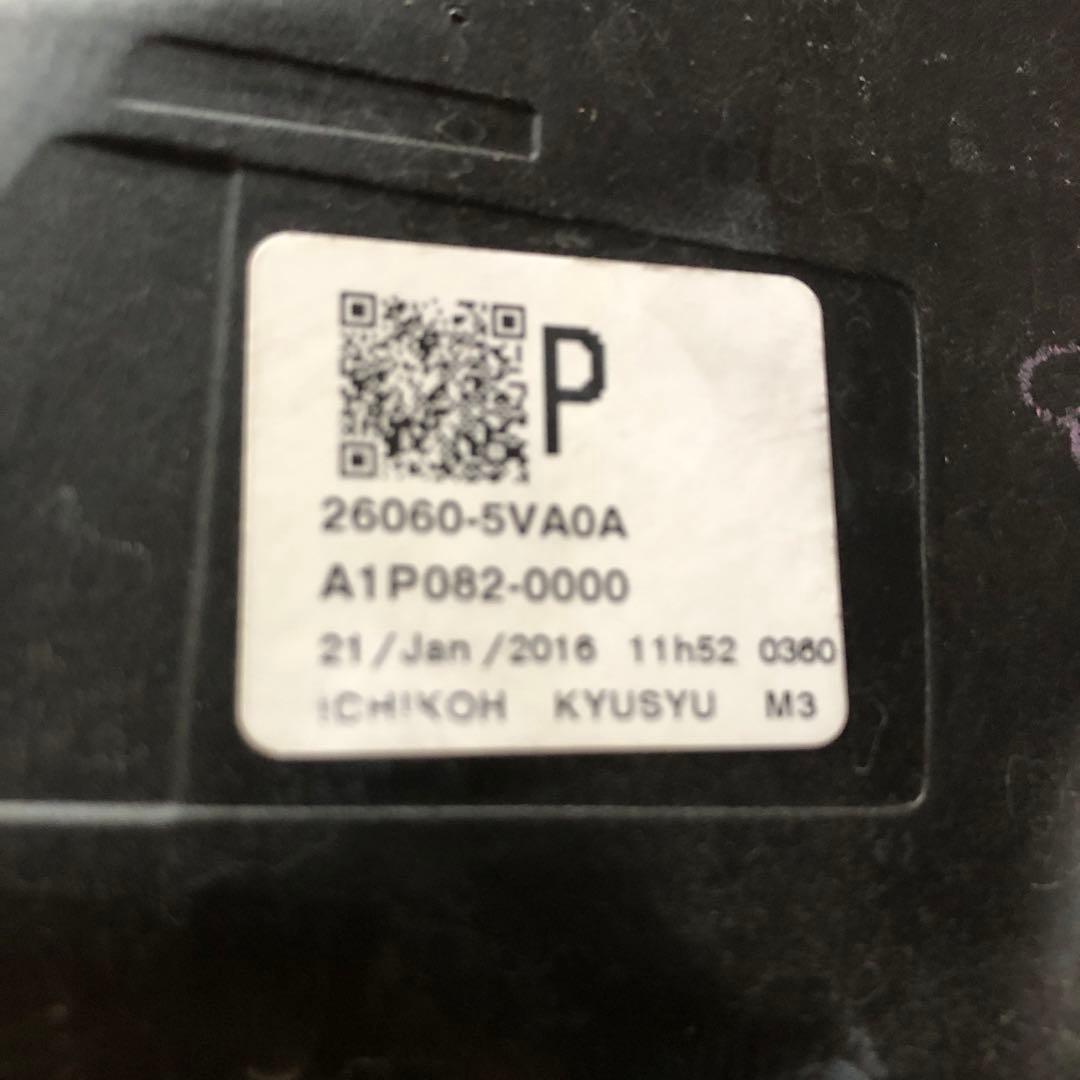 P
26060-5VA0A
A1P082-0000
21/Jan/2016 11h52 0360
ICHIKOH KYUSYU M3